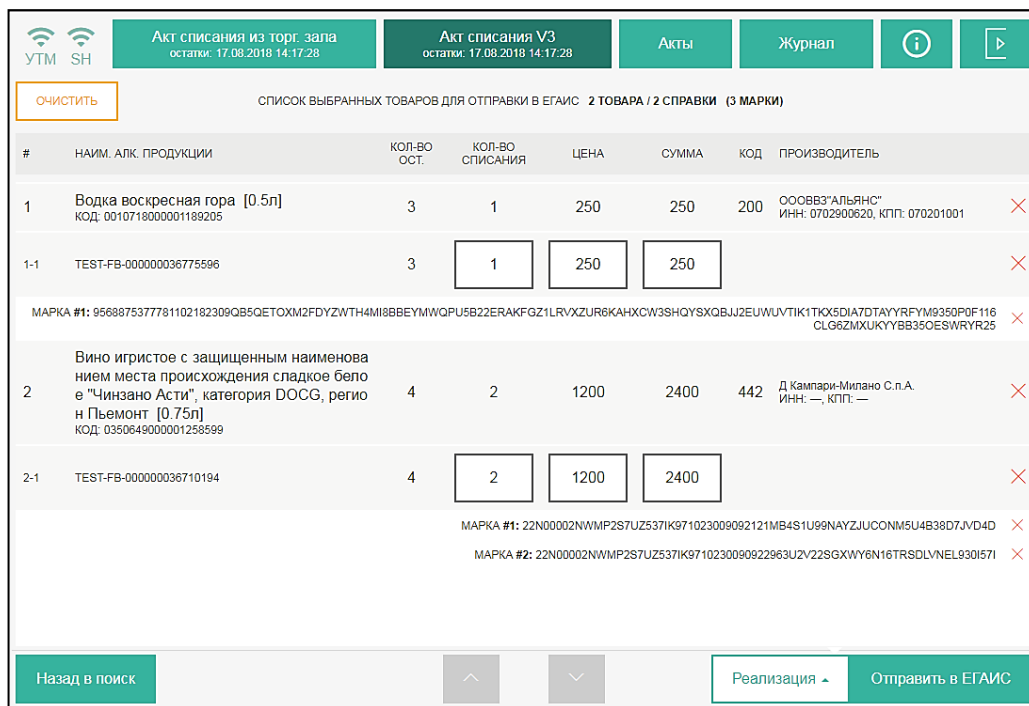 УТМ SH
Акт списания из торг. зала
остатки: 17.08.2018 14:17:28
Акт списания V3
остатки: 17.08.2018 14:17:28
Акты
Журнал
ОЧИСТИТЬ
СПИСОК ВЫБРАННЫХ ТОВАРОВ ДЛЯ ОТПРАВКИ В ЕГАИС 2 ТОВАРА / 2 СПРАВКИ (3 МАРКИ)
# НАИМ. АЛК. ПРОДУКЦИИ КОЛ-ВО ОСТ. КОЛ-ВО СПИСАНИЯ ЦЕНА СУММА КОД ПРОИЗВОДИТЕЛЬ
1 Водка воскресная гора [0.5л] 3 1 250 250 200 ОООВВЗ"АЛЬЯНС"
КОД: 0010718000001189205 ИНН: 0702900620, КПП: 070201001
1-1 TEST-FB-000000036775596 3 1 250 250
МАРКА #1: 9568875377781102182309QB5QETOXM2FDYZWTH4MI8BBEYMWQPU5B22ERAKFGZ1LRVXZUR6KAHXCW3SHQYSXQBJJ2EUWUVTIK1TKX5DIA7DTAYYRFYM9350P0F116
CLG6ZMXUKYYBB35OESWRYR25
Вино игристое с защищенным наименова
нием места происхождения сладкое бело
2 е "Чинзано Асти", категория DOCG, регио 4 2 1200 2400 442 Д Кампари-Милано С.п.А.
н Пьемонт [0.75л] ИНН: —, КПП: —
КОД: 0350649000001258599
2-1 TEST-FB-000000036710194 4 2 1200 2400
МАРКА #1: 22N00002NWMP2S7UZ537IK971023009092121MB4S1U99NAYZJUCONM5U4B38D7JVD4D
МАРКА #2: 22N00002NWMP2S7UZ537IK9710230090922963U2V22SGXWY6N16TRSDLVNEL930I57I
Назад в поиск
Реализация
Отправить в ЕГАИС